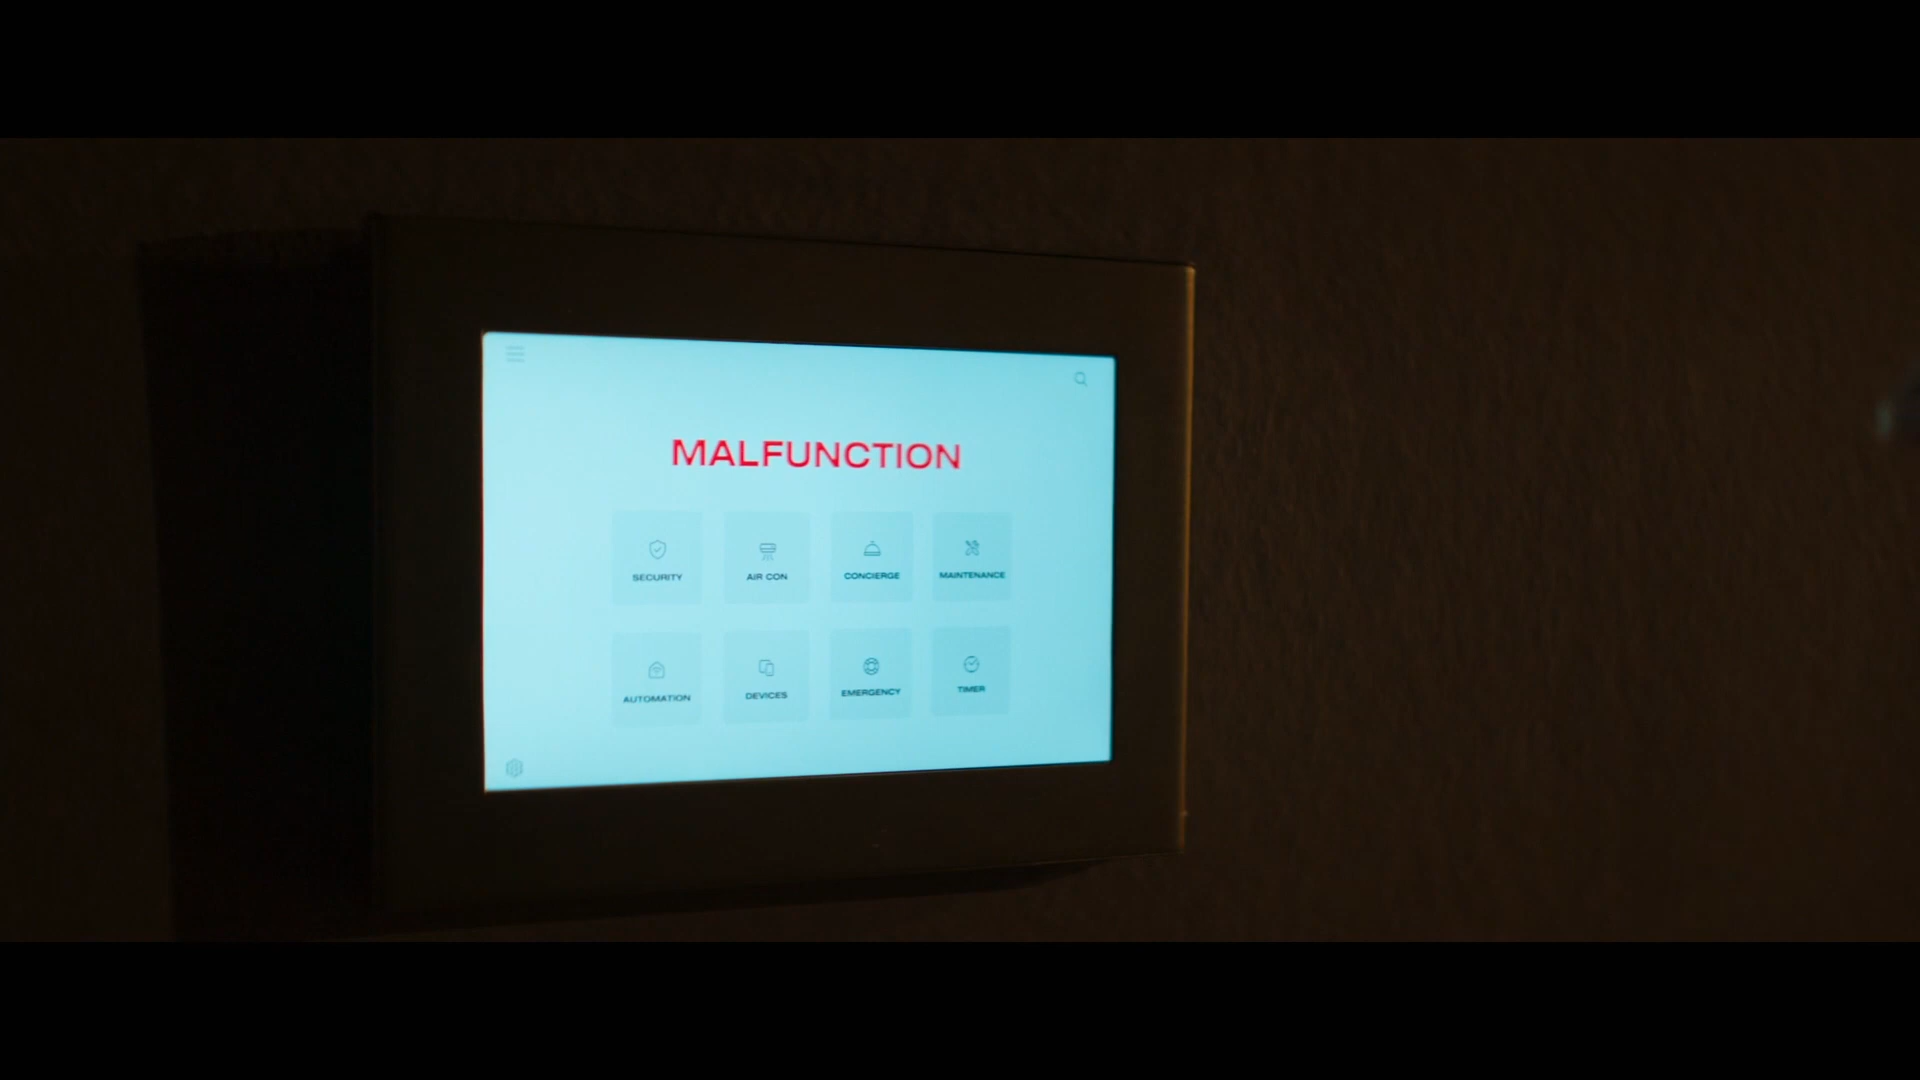 MALFUNCTION
SECURITY AIR CON CONCIERGE MAINTENANCE
AUTOMATION DEVICES EMERGENCY TIMER